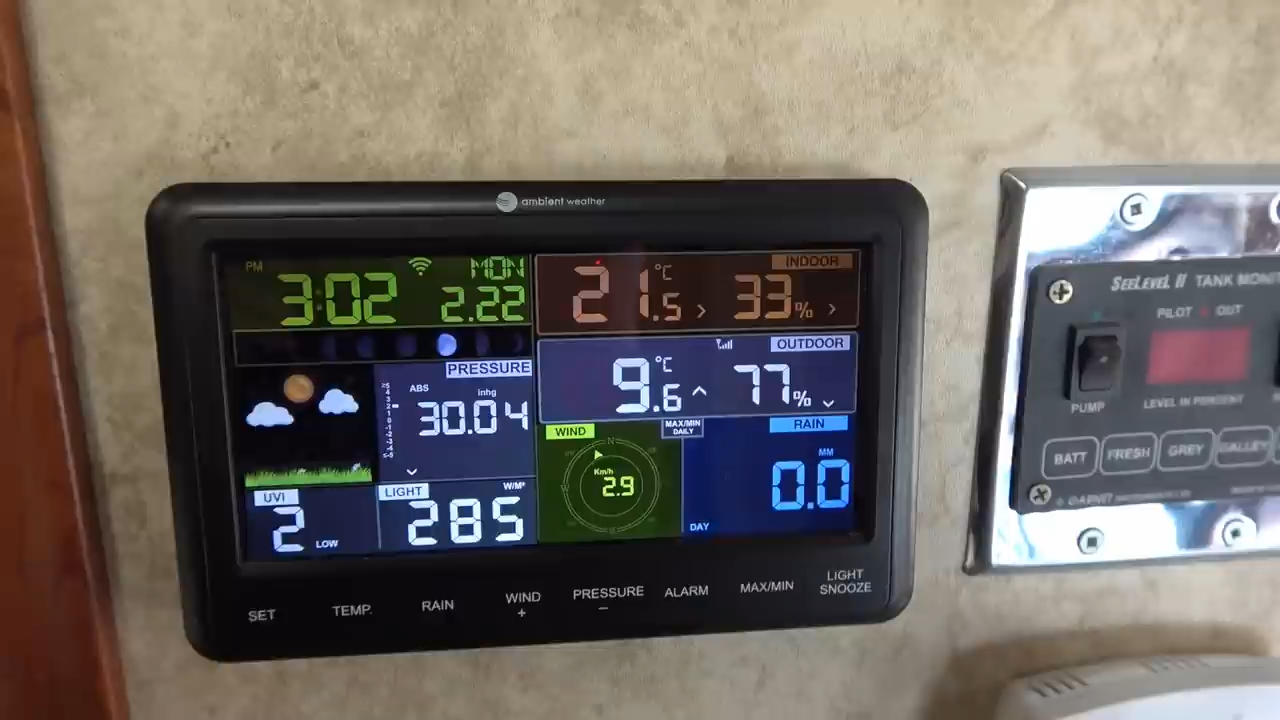 ambient weather
PM
MON
3:02
2.22
21.5 °C
33%
INDOOR
PRESSURE
ABS
inhg
30.04
OUTDOOR
9.6 °C
77%
WIND
Km/h
2.9
N
MAX/MIN
DAILY
RAIN
MM
0.0
DAY
UVI
2
LOW
LIGHT
W/M²
285
SET
TEMP.
RAIN
WIND
+
PRESSURE
−
ALARM
MAX/MIN
LIGHT
SNOOZE
SEELEVEL II TANK
PILOT
OUT
PUMP
LEVEL IN PERCENT
BATT
FRESH
GREY
GALLEY